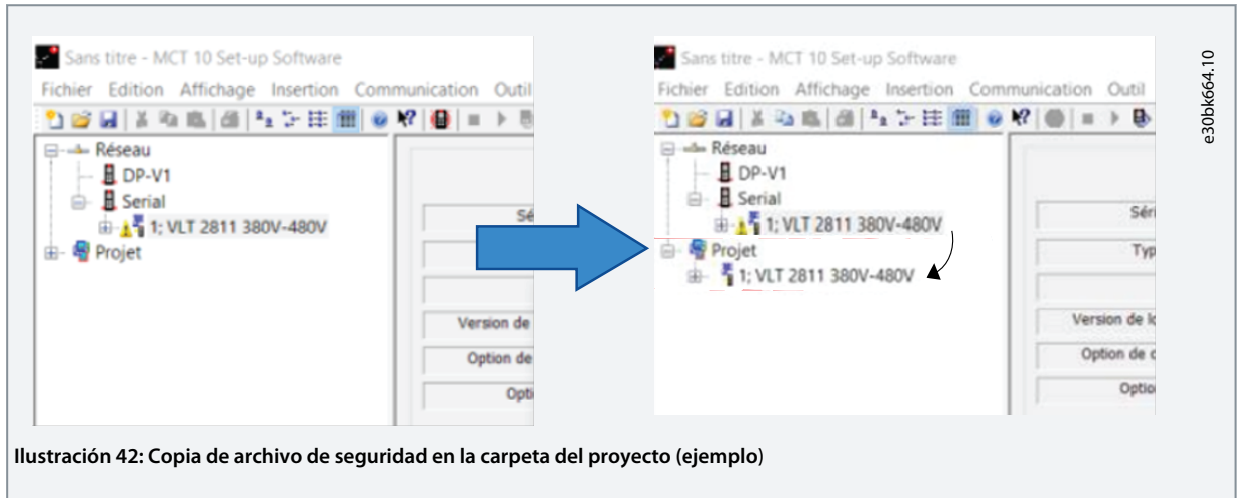 Sans titre - MCT 10 Set-up Software
Fichier Edition Affichage Insertion Communication Outil
Réseau
DP-V1
Serial
1; VLT 2811 380V-480V
Projet
Sé
Version de
Option de
Opti
Sans titre - MCT 10 Set-up Software
Fichier Edition Affichage Insertion Communication Outil
Réseau
DP-V1
Serial
1; VLT 2811 380V-480V
Projet
1; VLT 2811 380V-480V
Séri
Typ
Version de lo
Option de c
Optio
e30bk664.10
Ilustración 42: Copia de archivo de seguridad en la carpeta del proyecto (ejemplo)